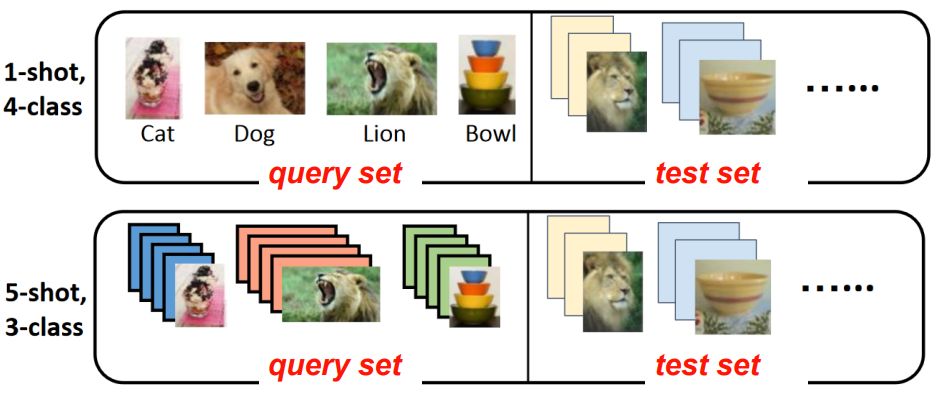 1-shot,
4-class
Cat Dog Lion Bowl
query set test set
5-shot,
3-class
query set test set